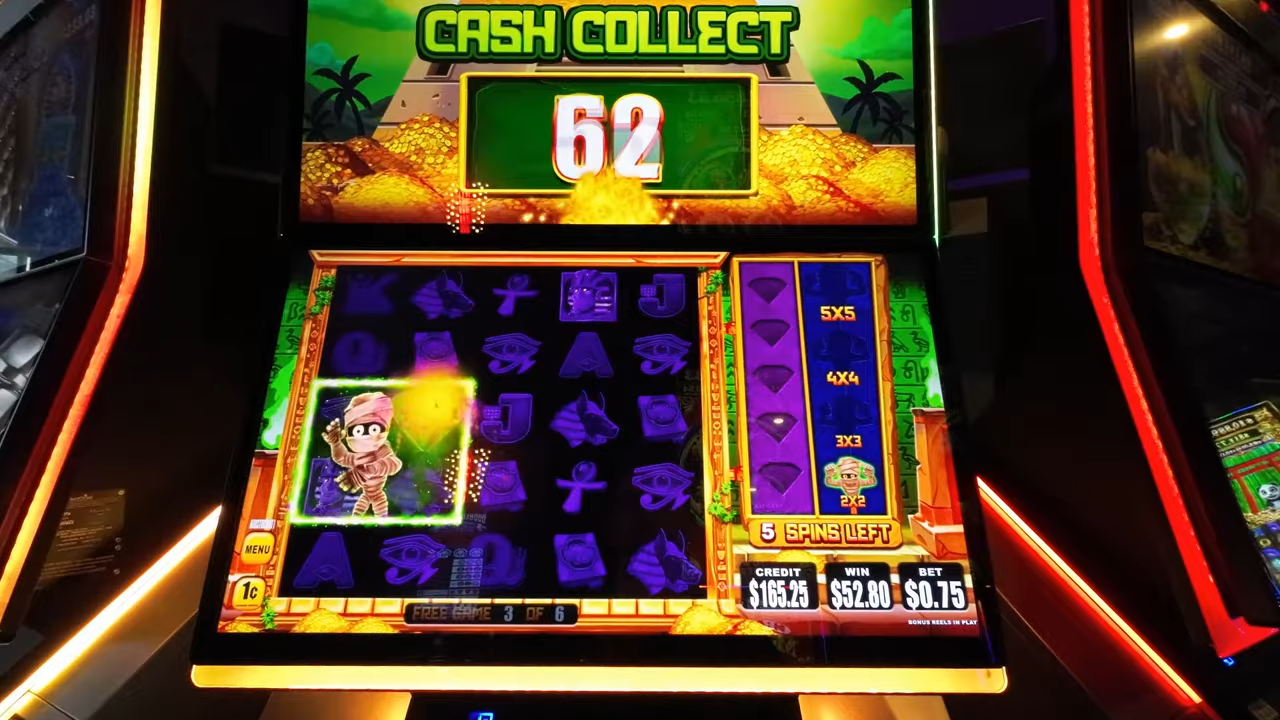 CASH COLLECT
62
K
J
Q
A
J
A
Q
5X5
4X4
3X3
2X2
5 SPINS LEFT
MENU
1¢
CREDIT
WIN
BET
$165.25
$52.80
$0.75
FREE GAME 3 OF 6
BONUS REELS IN PLAY